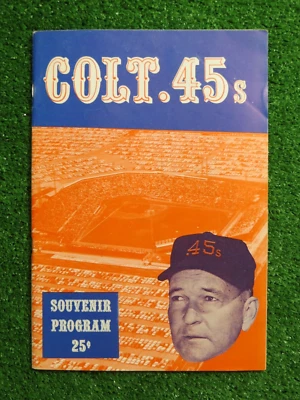 COLT.45s
.45s
SOUVENIR
PROGRAM
25¢